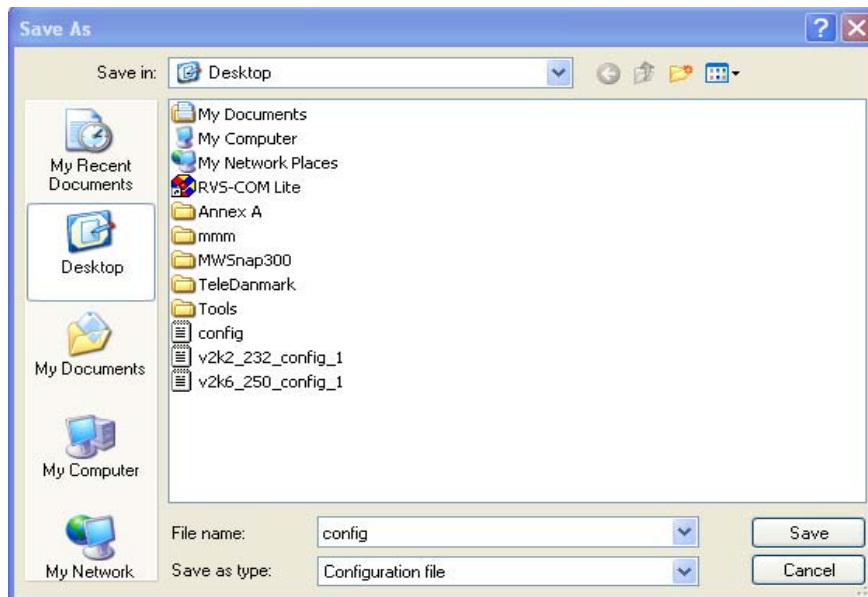 Save As
Save in:
Desktop
My Recent
Documents
Desktop
My Documents
My Computer
My Network
My Documents
My Computer
My Network Places
RVS-COM Lite
Annex A
mmm
MWSnap300
TeleDanmark
Tools
config
v2k2_232_config_1
v2k6_250_config_1
File name:
config
Save
Save as type:
Configuration file
Cancel